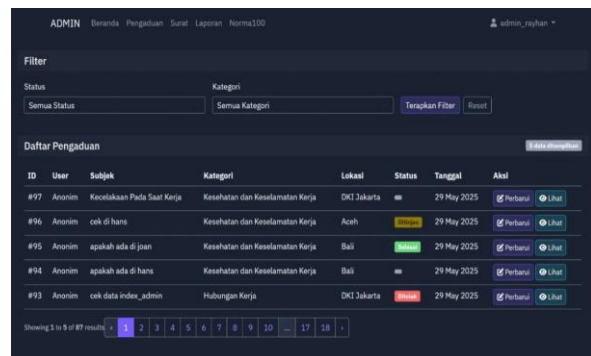 ADMIN Beranda Pengaduan Surat Laporan Norma100 admin_rayhan
Filter
Status Kategori
Semua Status Semua Kategori Terapkan Filter Reset
Daftar Pengaduan 5 data ditampilkan
ID User Subjek Kategori Lokasi Status Tanggal Aksi
#97 Anonim Kecelakaan Pada Saat Kerja Kesehatan dan Keselamatan Kerja DKI Jakarta 29 May 2025 Perbarui Lihat
#96 Anonim cek di hans Kesehatan dan Keselamatan Kerja Aceh Ditinjau 29 May 2025 Perbarui Lihat
#95 Anonim apakah ada di joan Kesehatan dan Keselamatan Kerja Bali Selesai 29 May 2025 Perbarui Lihat
#94 Anonim apakah ada di hans Kesehatan dan Keselamatan Kerja Bali 29 May 2025 Perbarui Lihat
#93 Anonim cek data index_admin Hubungan Kerja DKI Jakarta Ditolak 29 May 2025 Perbarui Lihat
Showing 1 to 5 of 87 results ‹ 1 2 3 4 5 6 7 8 9 10 ... 17 18 ›